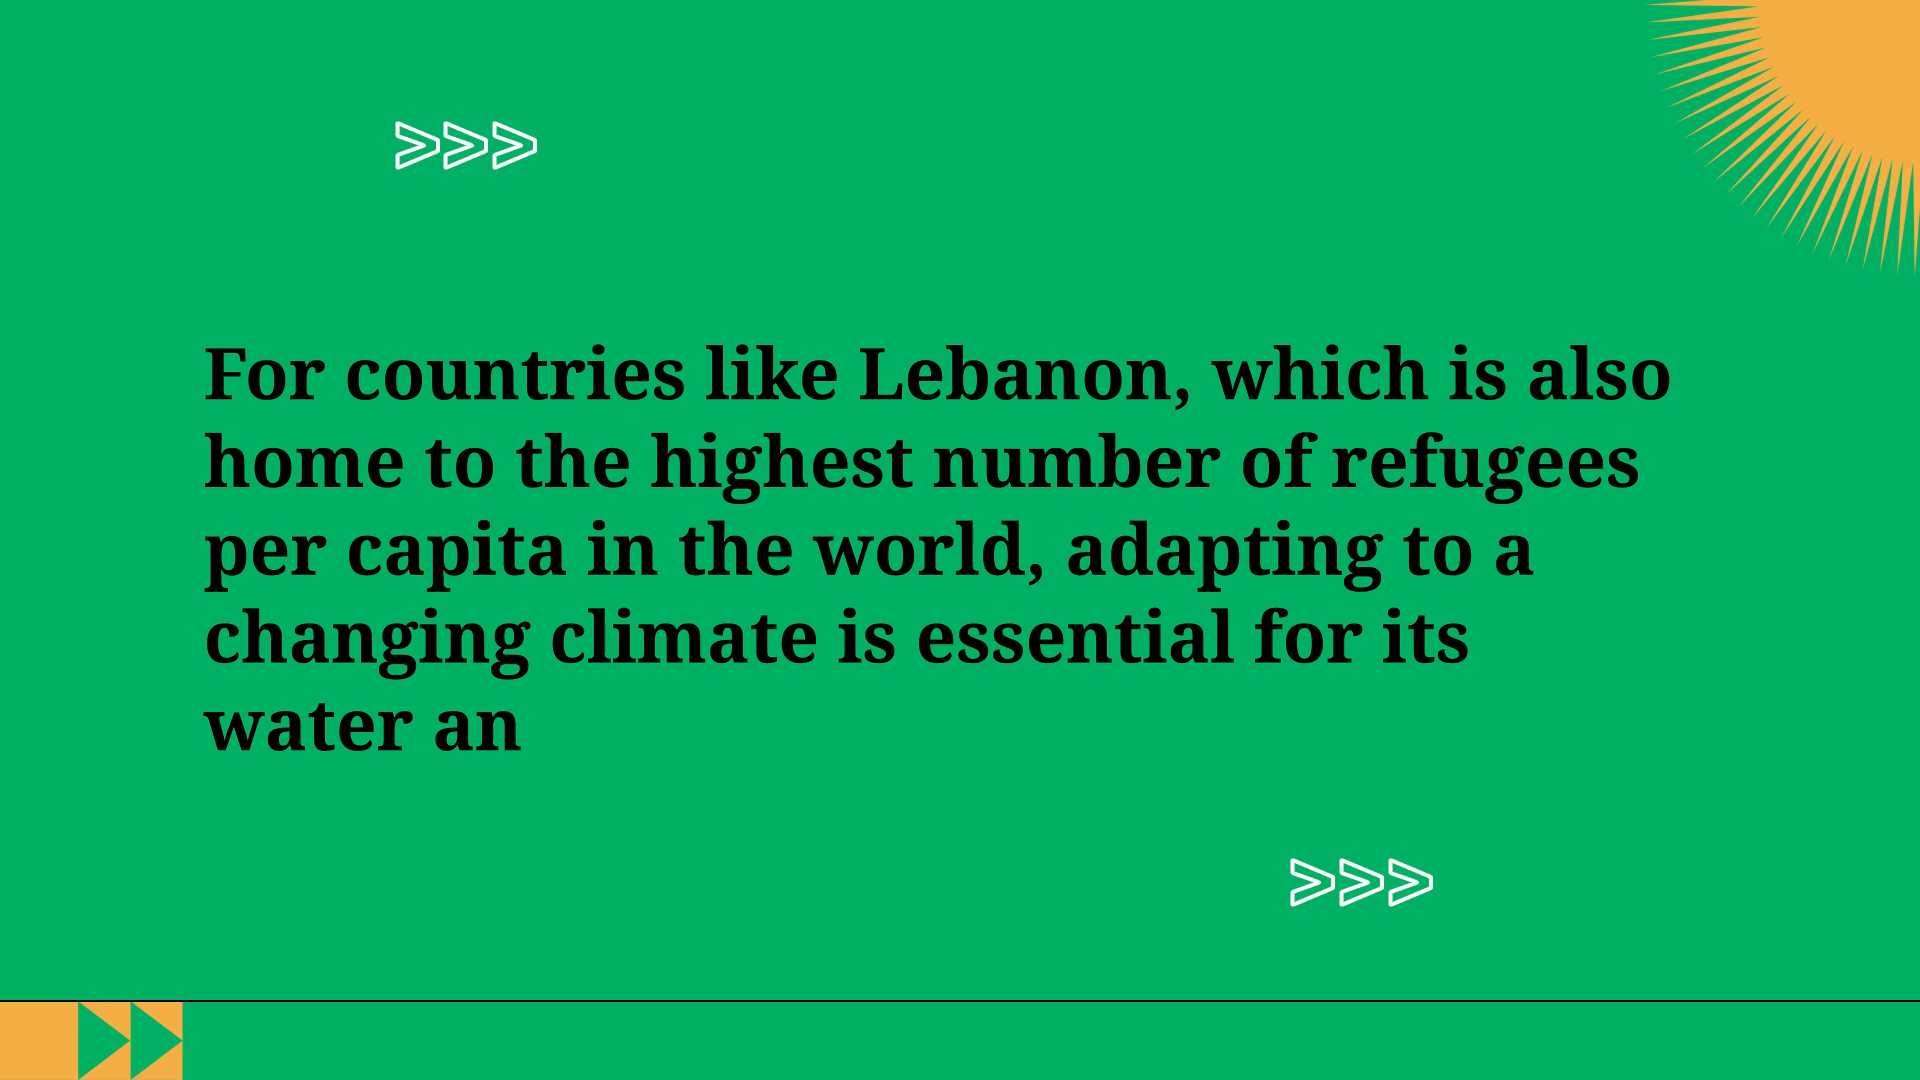 For countries like Lebanon, which is also
home to the highest number of refugees
per capita in the world, adapting to a
changing climate is essential for its
water an